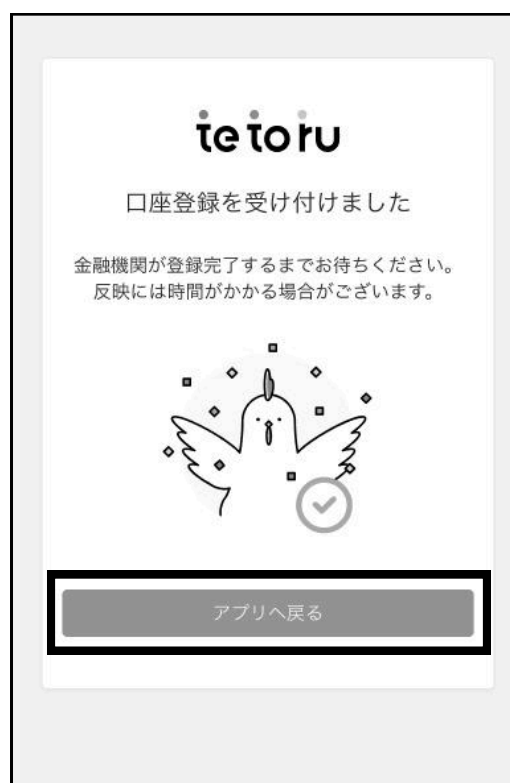 tetoru
口座登録を受け付けました
金融機関が登録完了するまでお待ちください。
反映には時間がかかる場合がございます。
アプリへ戻る